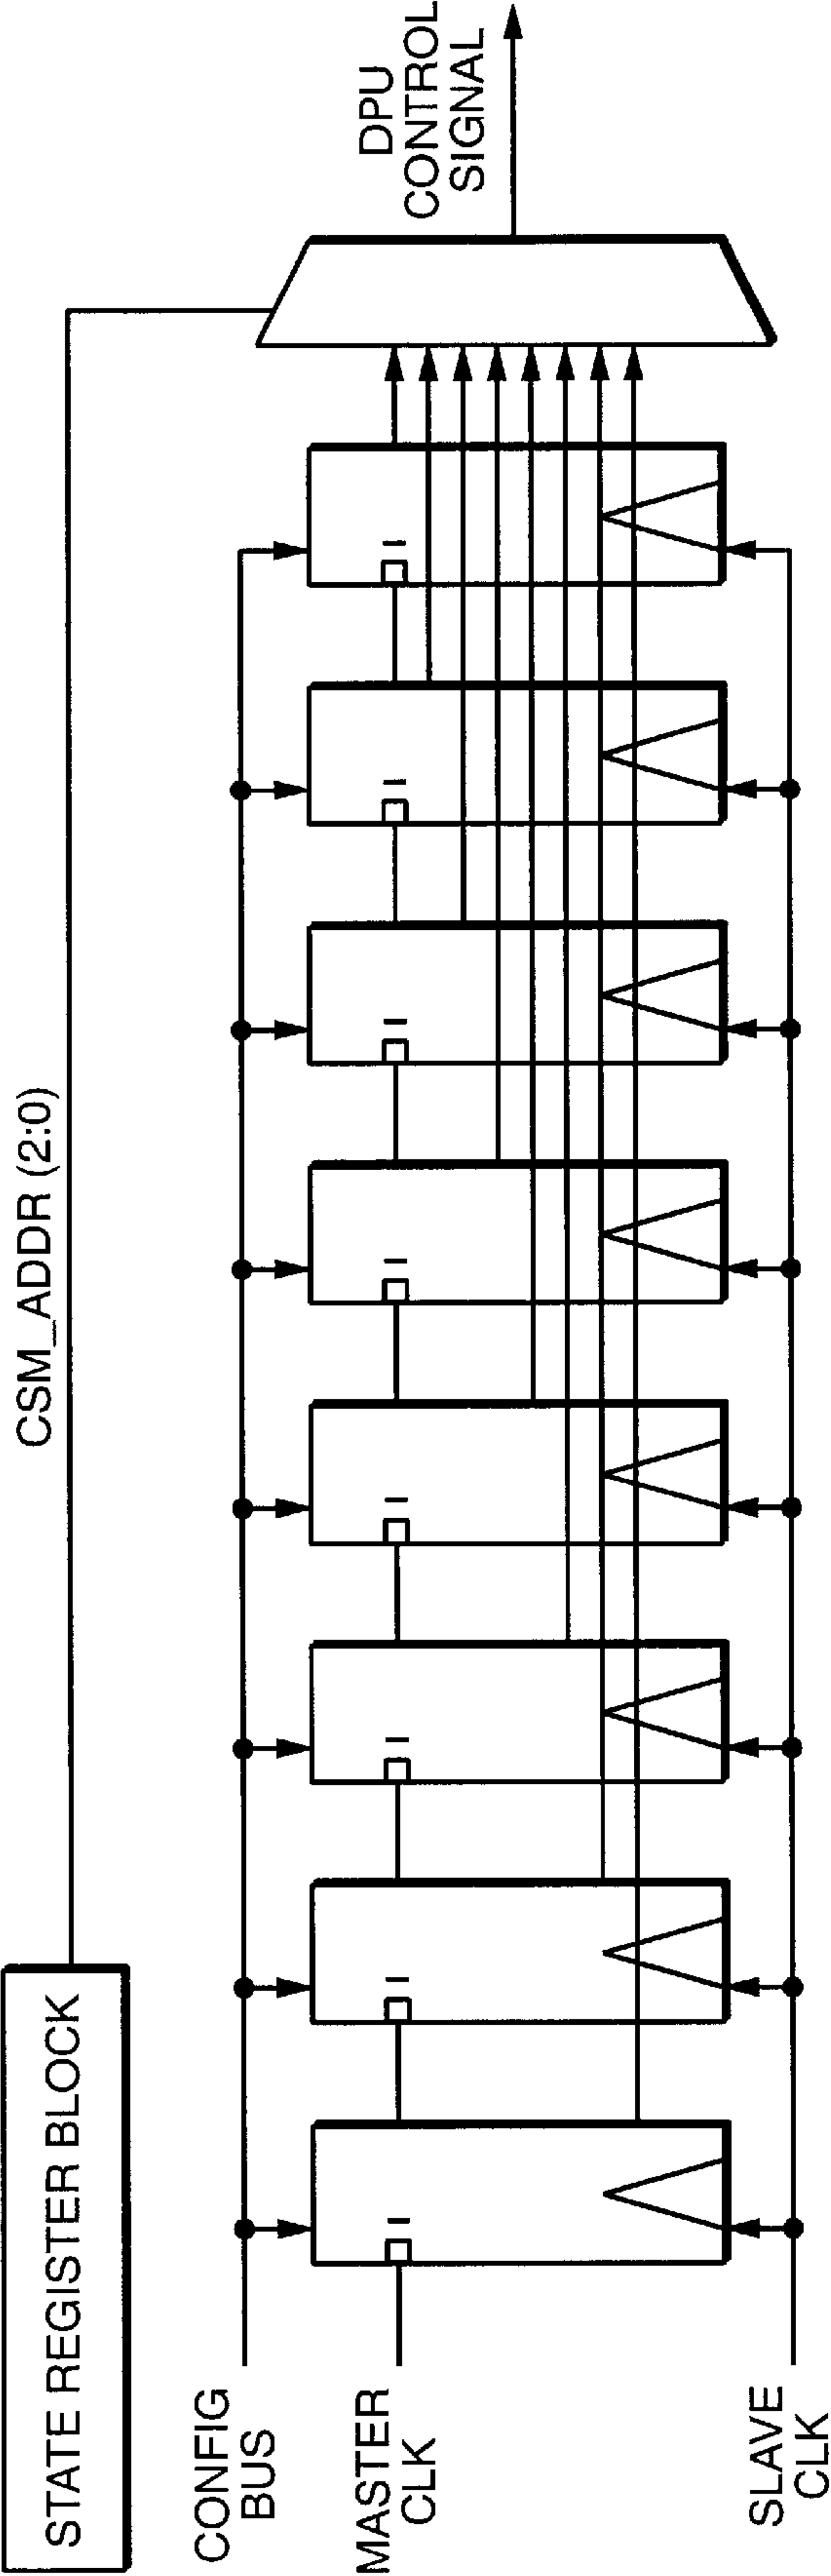 STATE REGISTER BLOCK
CSM_ADDR (2:0)
CONFIG
BUS
MASTER
CLK
SLAVE
CLK
DPU
CONTROL
SIGNAL